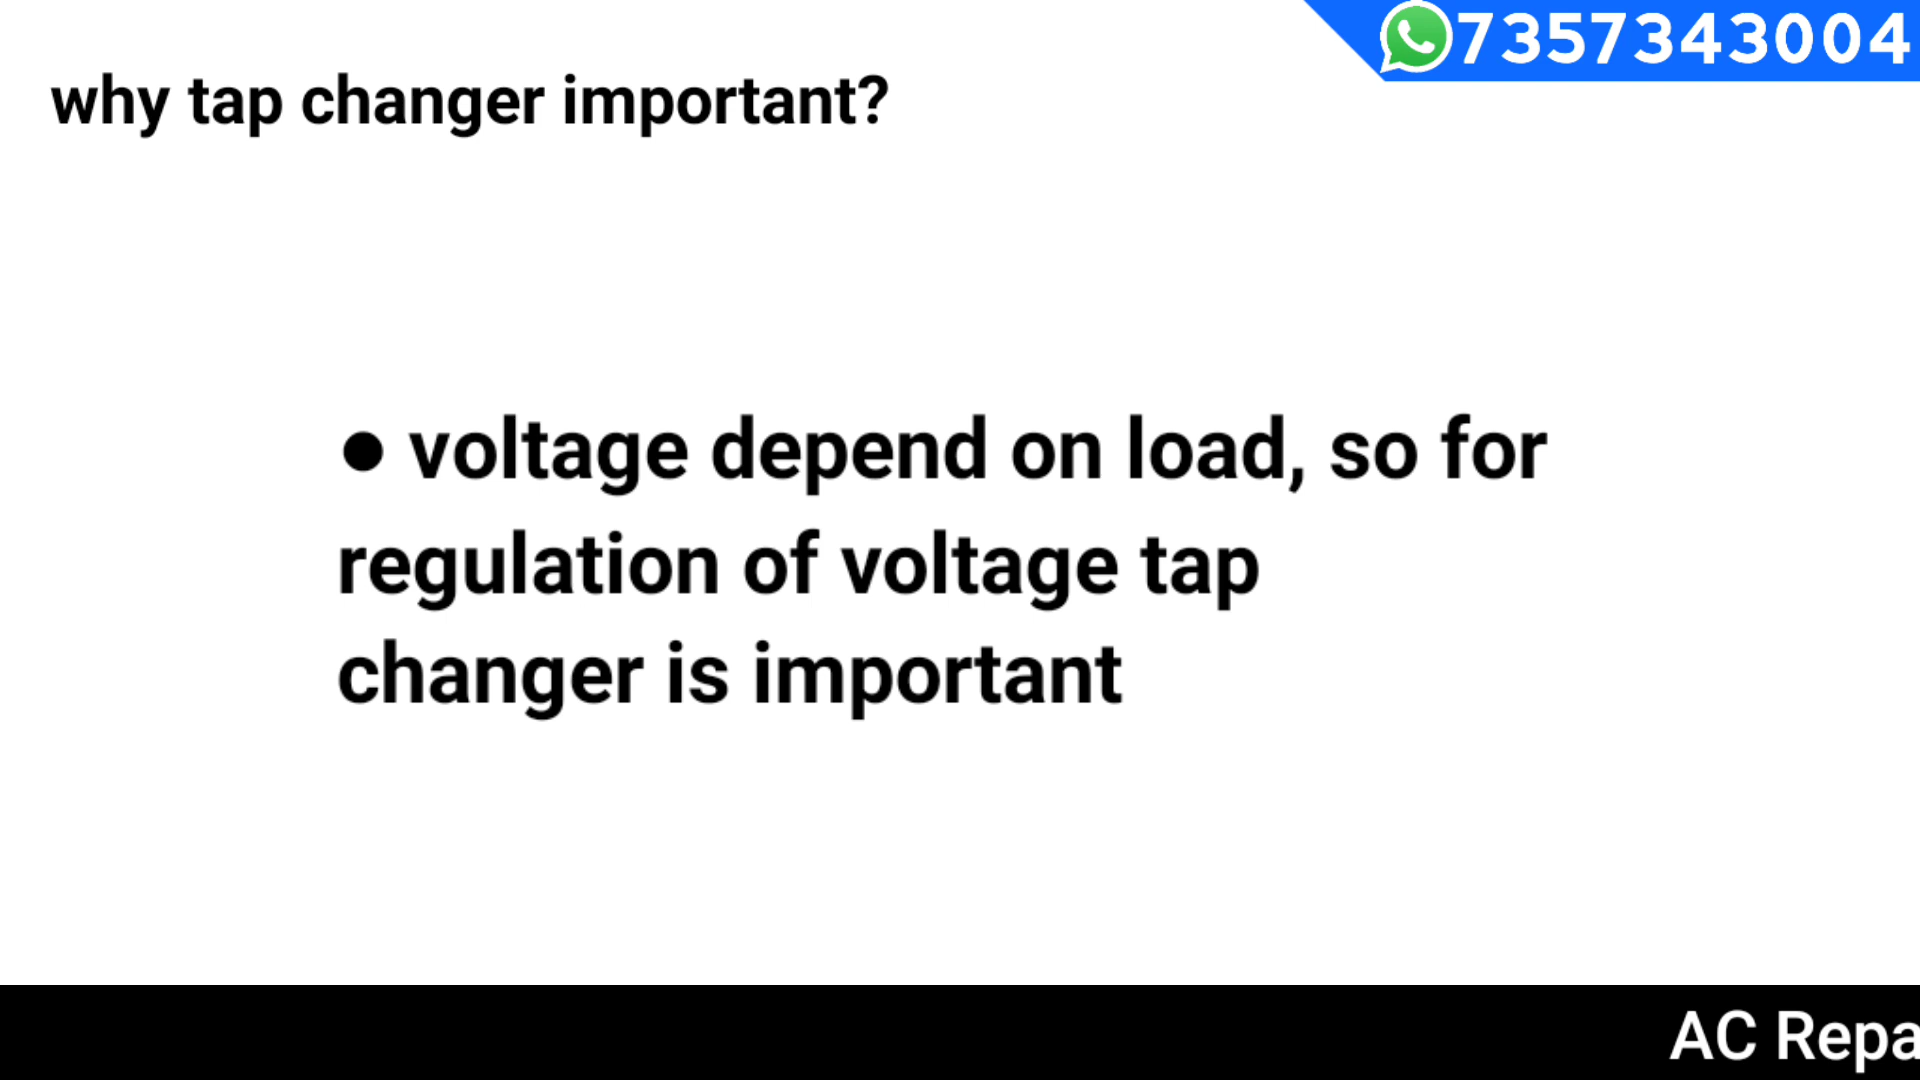 7357343004
why tap changer important?
● voltage depend on load, so for
regulation of voltage tap
changer is important
AC Repa